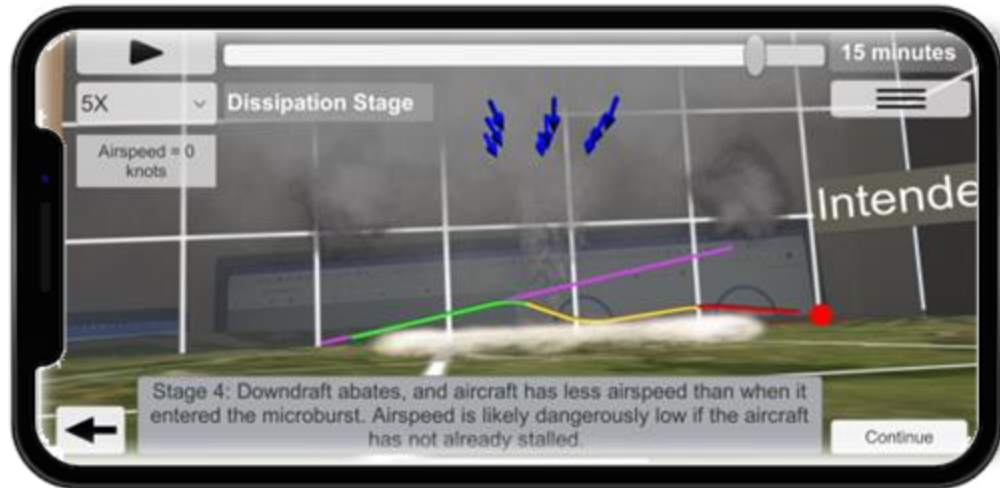 15 minutes
5X
Dissipation Stage
Airspeed = 0
knots
Intende
Stage 4: Downdraft abates, and aircraft has less airspeed than when it
entered the microburst. Airspeed is likely dangerously low if the aircraft
has not already stalled.
Continue